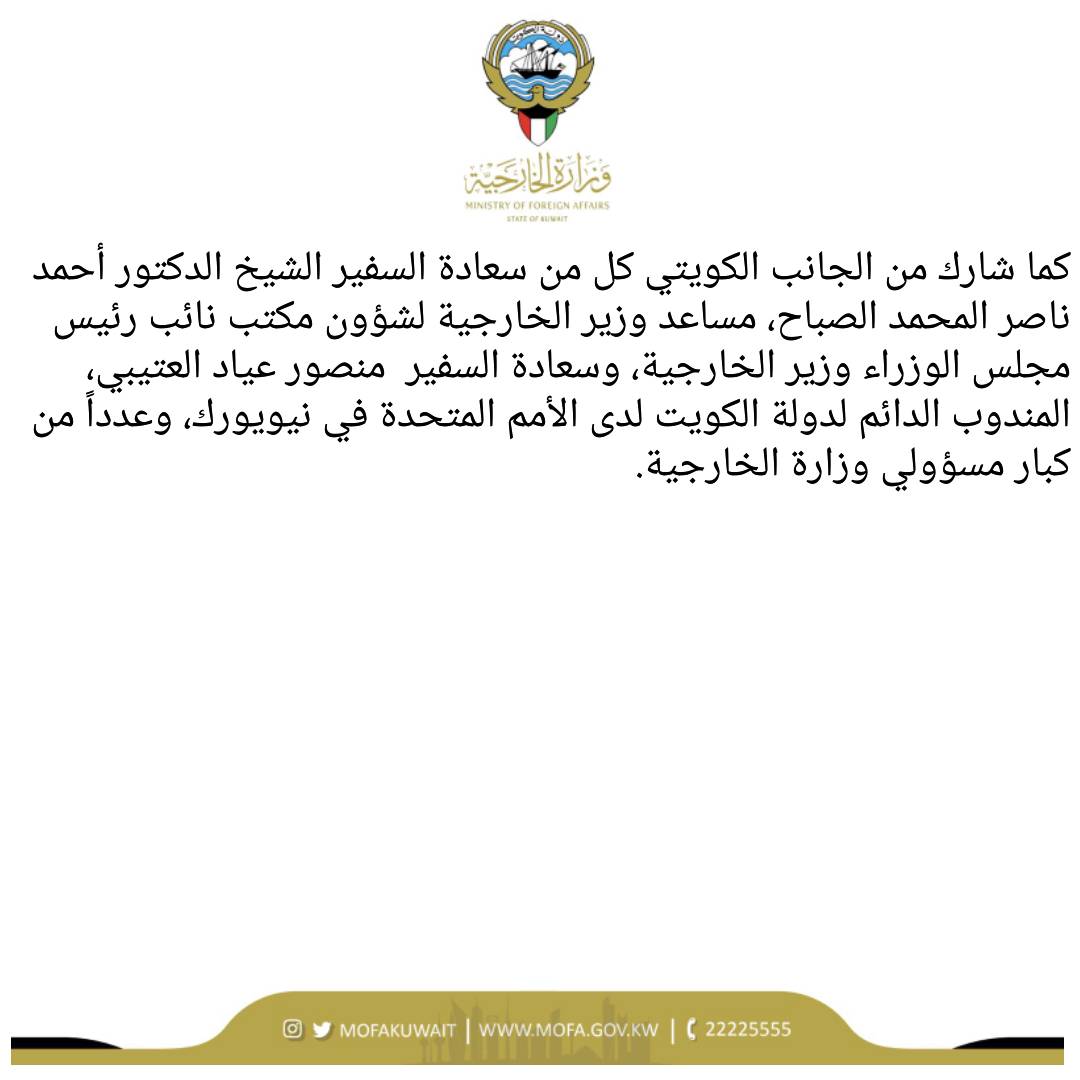 دولة الكويت
وزارة الخارجية
MINISTRY OF FOREIGN AFFAIRS
STATE OF KUWAIT
كما شارك من الجانب الكويتي كل من سعادة السفير الشيخ الدكتور أحمد
ناصر المحمد الصباح، مساعد وزير الخارجية لشؤون مكتب نائب رئيس
مجلس الوزراء وزير الخارجية، وسعادة السفير  منصور عياد العتيبي،
المندوب الدائم لدولة الكويت لدى الأمم المتحدة في نيويورك، وعدداً من
كبار مسؤولي وزارة الخارجية.
MOFAKUWAIT | WWW.MOFA.GOV.KW | 22225555